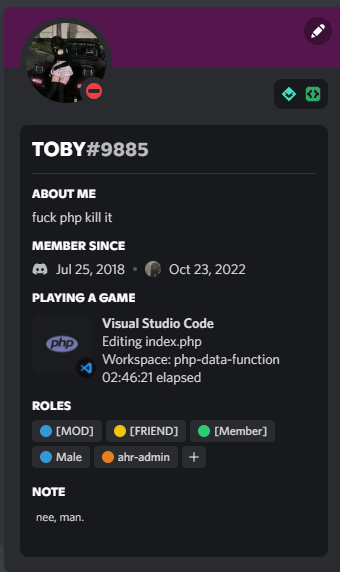 TOBY#9885
ABOUT ME
fuck php kill it
MEMBER SINCE
Jul 25, 2018 • Oct 23, 2022
PLAYING A GAME
php
Visual Studio Code
Editing index.php
Workspace: php-data-function
02:46:21 elapsed
ROLES
[MOD] [FRIEND] [Member]
Male ahr-admin +
NOTE
nee, man.